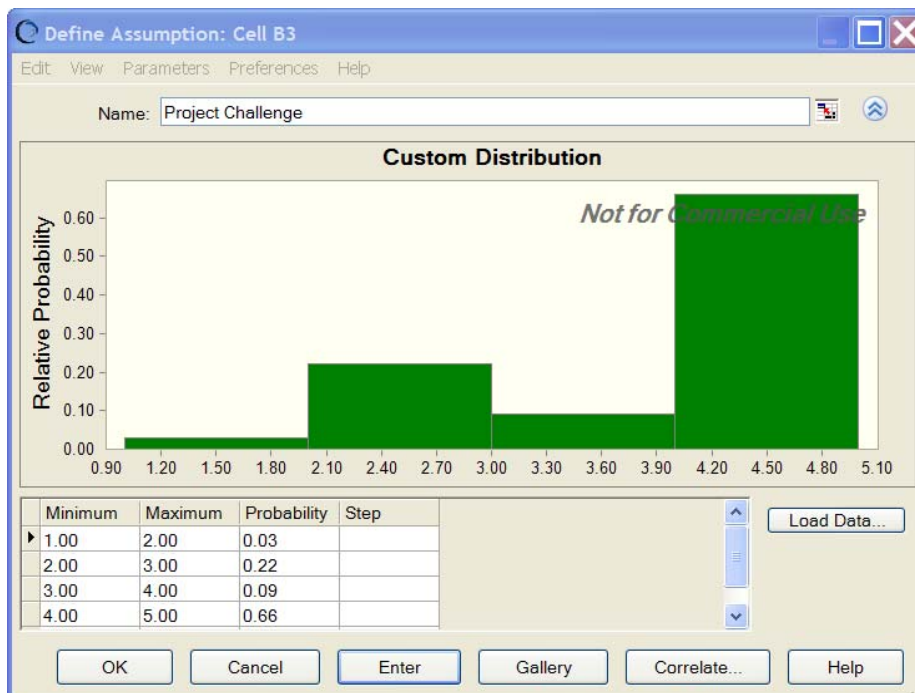 Define Assumption: Cell B3
Edit View Parameters Preferences Help
Name: Project Challenge
Custom Distribution
Not for Commercial Use
Relative Probability
0.60
0.50
0.40
0.30
0.20
0.10
0.00
0.90 1.20 1.50 1.80 2.10 2.40 2.70 3.00 3.30 3.60 3.90 4.20 4.50 4.80 5.10
Minimum Maximum Probability Step
1.00 2.00 0.03
2.00 3.00 0.22
3.00 4.00 0.09
4.00 5.00 0.66
Load Data...
OK Cancel Enter Gallery Correlate... Help